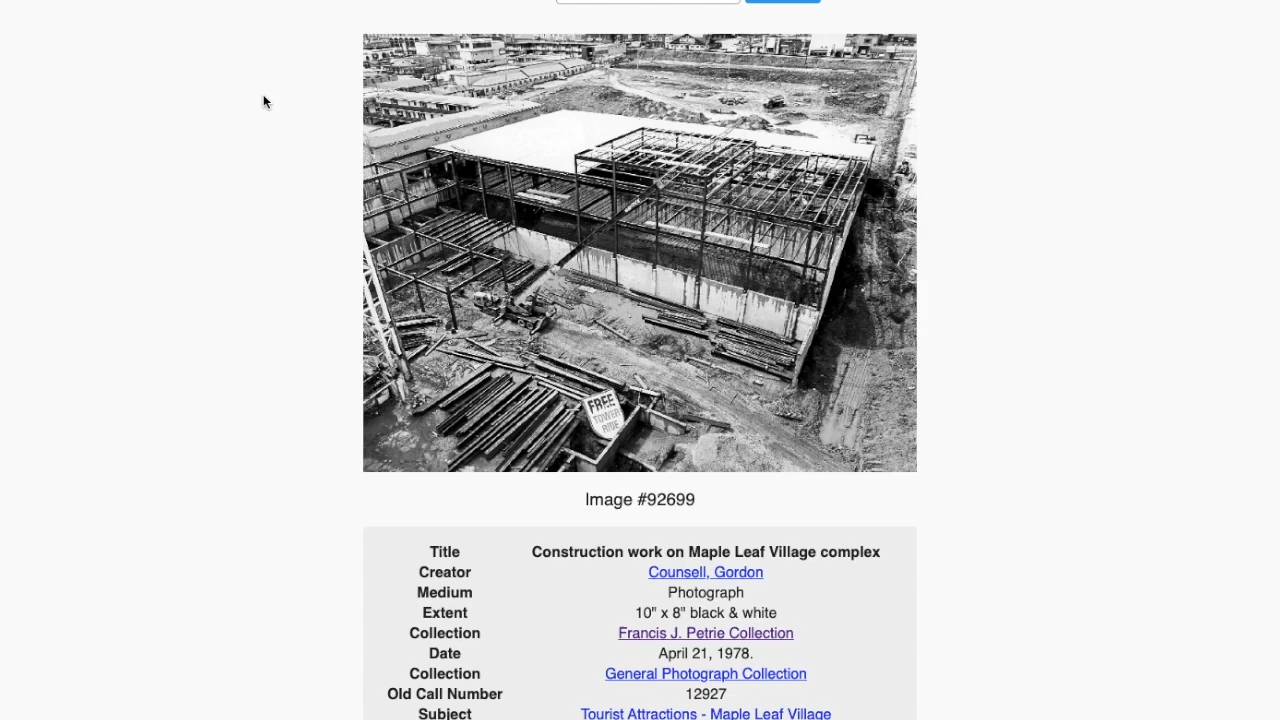 FREE
TOWER
RIDE
Image #92699
Title Construction work on Maple Leaf Village complex
Creator Counsell, Gordon
Medium Photograph
Extent 10" x 8" black & white
Collection Francis J. Petrie Collection
Date April 21, 1978.
Collection General Photograph Collection
Old Call Number 12927
Subject Tourist Attractions - Maple Leaf Village